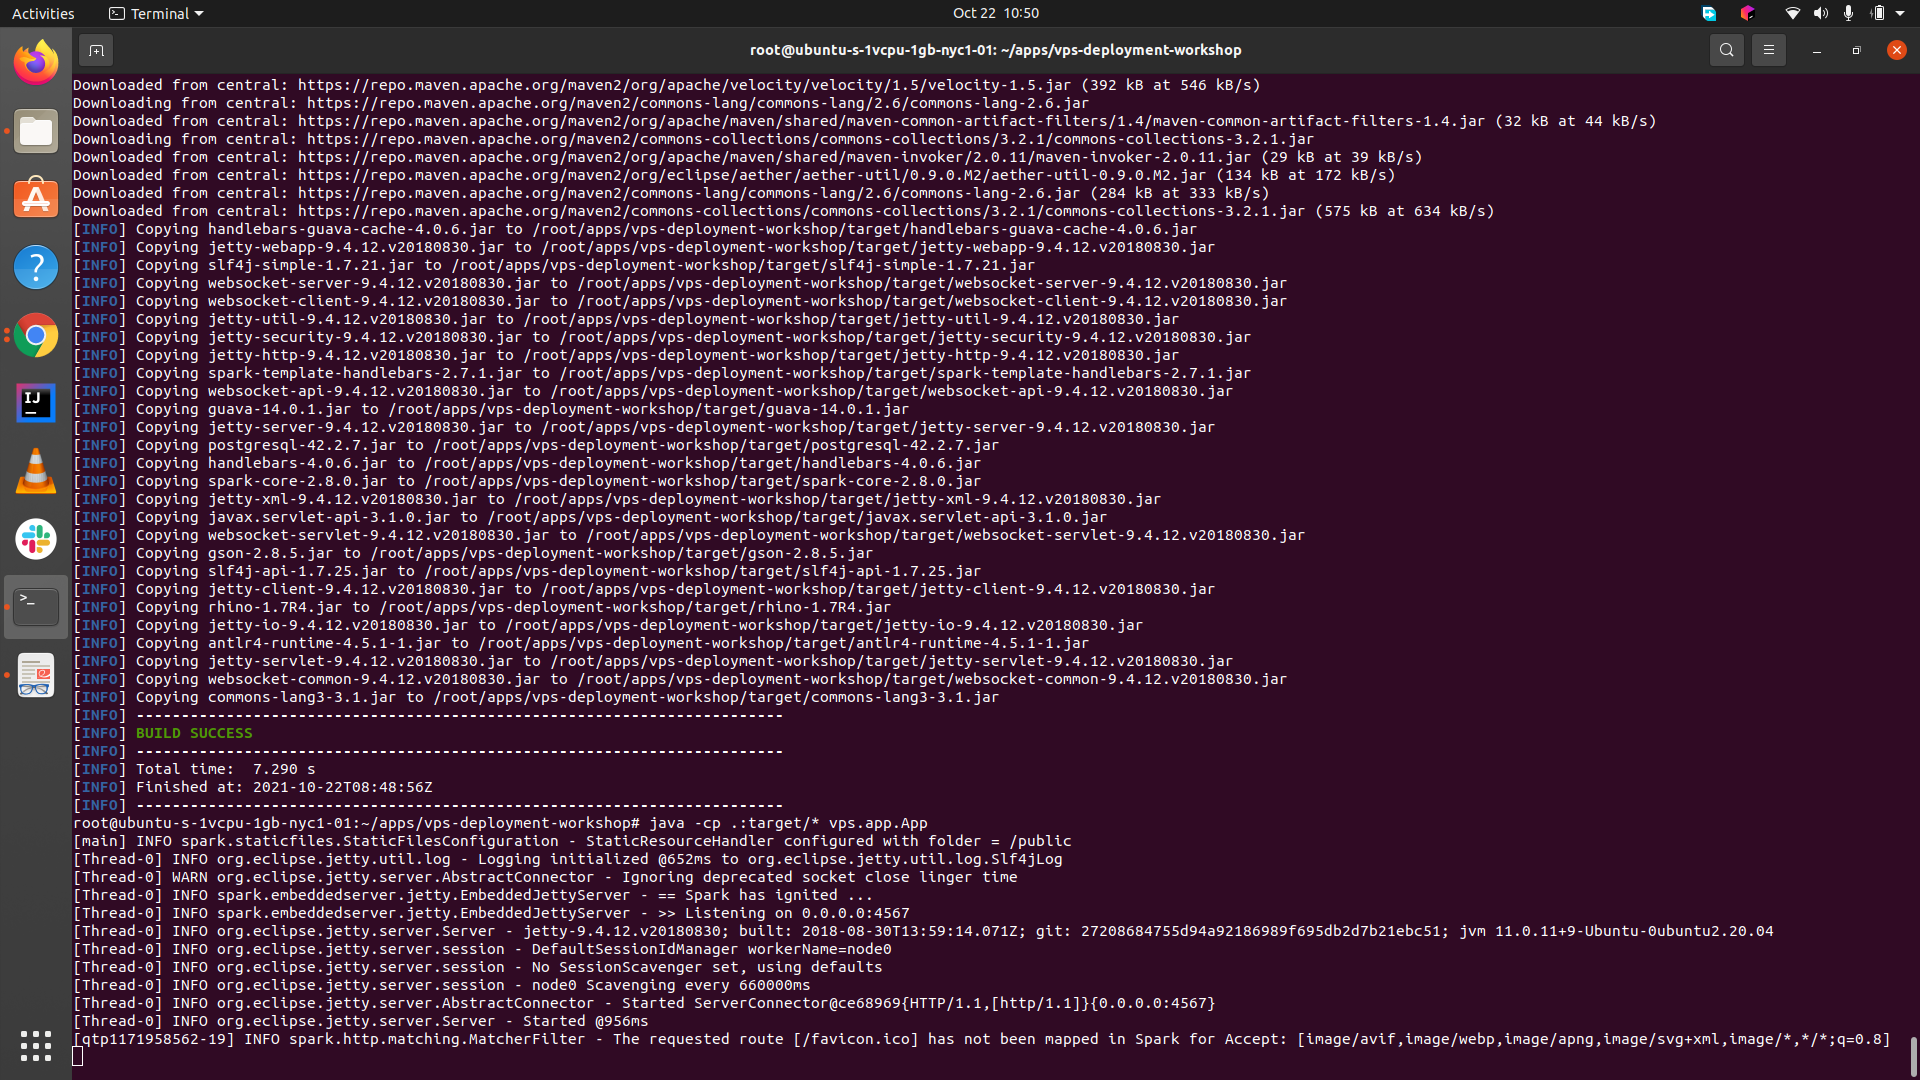 Activities
Terminal
Oct 22 10:50
root@ubuntu-s-1vcpu-1gb-nyc1-01: ~/apps/vps-deployment-workshop
Downloaded from central: https://repo.maven.apache.org/maven2/org/apache/velocity/velocity/1.5/velocity-1.5.jar (392 kB at 546 kB/s)
Downloading from central: https://repo.maven.apache.org/maven2/commons-lang/commons-lang/2.6/commons-lang-2.6.jar
Downloaded from central: https://repo.maven.apache.org/maven2/org/apache/maven/shared/maven-common-artifact-filters/1.4/maven-common-artifact-filters-1.4.jar (32 kB at 44 kB/s)
Downloading from central: https://repo.maven.apache.org/maven2/commons-collections/commons-collections/3.2.1/commons-collections-3.2.1.jar
Downloaded from central: https://repo.maven.apache.org/maven2/org/apache/maven/shared/maven-invoker/2.0.11/maven-invoker-2.0.11.jar (29 kB at 39 kB/s)
Downloaded from central: https://repo.maven.apache.org/maven2/org/eclipse/aether/aether-util/0.9.0.M2/aether-util-0.9.0.M2.jar (134 kB at 172 kB/s)
Downloaded from central: https://repo.maven.apache.org/maven2/commons-lang/commons-lang/2.6/commons-lang-2.6.jar (284 kB at 333 kB/s)
Downloaded from central: https://repo.maven.apache.org/maven2/commons-collections/commons-collections/3.2.1/commons-collections-3.2.1.jar (575 kB at 634 kB/s)
[INFO] Copying handlebars-guava-cache-4.0.6.jar to /root/apps/vps-deployment-workshop/target/handlebars-guava-cache-4.0.6.jar
[INFO] Copying jetty-webapp-9.4.12.v20180830.jar to /root/apps/vps-deployment-workshop/target/jetty-webapp-9.4.12.v20180830.jar
[INFO] Copying slf4j-simple-1.7.21.jar to /root/apps/vps-deployment-workshop/target/slf4j-simple-1.7.21.jar
[INFO] Copying websocket-server-9.4.12.v20180830.jar to /root/apps/vps-deployment-workshop/target/websocket-server-9.4.12.v20180830.jar
[INFO] Copying websocket-client-9.4.12.v20180830.jar to /root/apps/vps-deployment-workshop/target/websocket-client-9.4.12.v20180830.jar
[INFO] Copying jetty-util-9.4.12.v20180830.jar to /root/apps/vps-deployment-workshop/target/jetty-util-9.4.12.v20180830.jar
[INFO] Copying jetty-security-9.4.12.v20180830.jar to /root/apps/vps-deployment-workshop/target/jetty-security-9.4.12.v20180830.jar
[INFO] Copying jetty-http-9.4.12.v20180830.jar to /root/apps/vps-deployment-workshop/target/jetty-http-9.4.12.v20180830.jar
[INFO] Copying spark-template-handlebars-2.7.1.jar to /root/apps/vps-deployment-workshop/target/spark-template-handlebars-2.7.1.jar
[INFO] Copying websocket-api-9.4.12.v20180830.jar to /root/apps/vps-deployment-workshop/target/websocket-api-9.4.12.v20180830.jar
[INFO] Copying guava-14.0.1.jar to /root/apps/vps-deployment-workshop/target/guava-14.0.1.jar
[INFO] Copying jetty-server-9.4.12.v20180830.jar to /root/apps/vps-deployment-workshop/target/jetty-server-9.4.12.v20180830.jar
[INFO] Copying postgresql-42.2.7.jar to /root/apps/vps-deployment-workshop/target/postgresql-42.2.7.jar
[INFO] Copying handlebars-4.0.6.jar to /root/apps/vps-deployment-workshop/target/handlebars-4.0.6.jar
[INFO] Copying spark-core-2.8.0.jar to /root/apps/vps-deployment-workshop/target/spark-core-2.8.0.jar
[INFO] Copying jetty-xml-9.4.12.v20180830.jar to /root/apps/vps-deployment-workshop/target/jetty-xml-9.4.12.v20180830.jar
[INFO] Copying javax.servlet-api-3.1.0.jar to /root/apps/vps-deployment-workshop/target/javax.servlet-api-3.1.0.jar
[INFO] Copying websocket-servlet-9.4.12.v20180830.jar to /root/apps/vps-deployment-workshop/target/websocket-servlet-9.4.12.v20180830.jar
[INFO] Copying gson-2.8.5.jar to /root/apps/vps-deployment-workshop/target/gson-2.8.5.jar
[INFO] Copying slf4j-api-1.7.25.jar to /root/apps/vps-deployment-workshop/target/slf4j-api-1.7.25.jar
[INFO] Copying jetty-client-9.4.12.v20180830.jar to /root/apps/vps-deployment-workshop/target/jetty-client-9.4.12.v20180830.jar
[INFO] Copying rhino-1.7R4.jar to /root/apps/vps-deployment-workshop/target/rhino-1.7R4.jar
[INFO] Copying jetty-io-9.4.12.v20180830.jar to /root/apps/vps-deployment-workshop/target/jetty-io-9.4.12.v20180830.jar
[INFO] Copying antlr4-runtime-4.5.1-1.jar to /root/apps/vps-deployment-workshop/target/antlr4-runtime-4.5.1-1.jar
[INFO] Copying jetty-servlet-9.4.12.v20180830.jar to /root/apps/vps-deployment-workshop/target/jetty-servlet-9.4.12.v20180830.jar
[INFO] Copying websocket-common-9.4.12.v20180830.jar to /root/apps/vps-deployment-workshop/target/websocket-common-9.4.12.v20180830.jar
[INFO] Copying commons-lang3-3.1.jar to /root/apps/vps-deployment-workshop/target/commons-lang3-3.1.jar
[INFO] ------------------------------------------------------------------------
[INFO] BUILD SUCCESS
[INFO] ------------------------------------------------------------------------
[INFO] Total time:  7.290 s
[INFO] Finished at: 2021-10-22T08:48:56Z
[INFO] ------------------------------------------------------------------------
root@ubuntu-s-1vcpu-1gb-nyc1-01:~/apps/vps-deployment-workshop# java -cp .:target/* vps.app.App
[main] INFO spark.staticfiles.StaticFilesConfiguration - StaticResourceHandler configured with folder = /public
[Thread-0] INFO org.eclipse.jetty.util.log - Logging initialized @652ms to org.eclipse.jetty.util.log.Slf4jLog
[Thread-0] WARN org.eclipse.jetty.server.AbstractConnector - Ignoring deprecated socket close linger time
[Thread-0] INFO spark.embeddedserver.jetty.EmbeddedJettyServer - == Spark has ignited ...
[Thread-0] INFO spark.embeddedserver.jetty.EmbeddedJettyServer - >> Listening on 0.0.0.0:4567
[Thread-0] INFO org.eclipse.jetty.server.Server - jetty-9.4.12.v20180830; built: 2018-08-30T13:59:14.071Z; git: 27208684755d94a92186989f695db2d7b21ebc51; jvm 11.0.11+9-Ubuntu-0ubuntu2.20.04
[Thread-0] INFO org.eclipse.jetty.server.session - DefaultSessionIdManager workerName=node0
[Thread-0] INFO org.eclipse.jetty.server.session - No SessionScavenger set, using defaults
[Thread-0] INFO org.eclipse.jetty.server.session - node0 Scavenging every 660000ms
[Thread-0] INFO org.eclipse.jetty.server.AbstractConnector - Started ServerConnector@ce68969{HTTP/1.1,[http/1.1]}{0.0.0.0:4567}
[Thread-0] INFO org.eclipse.jetty.server.Server - Started @956ms
[qtp1171958562-19] INFO spark.http.matching.MatcherFilter - The requested route [/favicon.ico] has not been mapped in Spark for Accept: [image/avif,image/webp,image/apng,image/svg+xml,image/*,*/*;q=0.8]